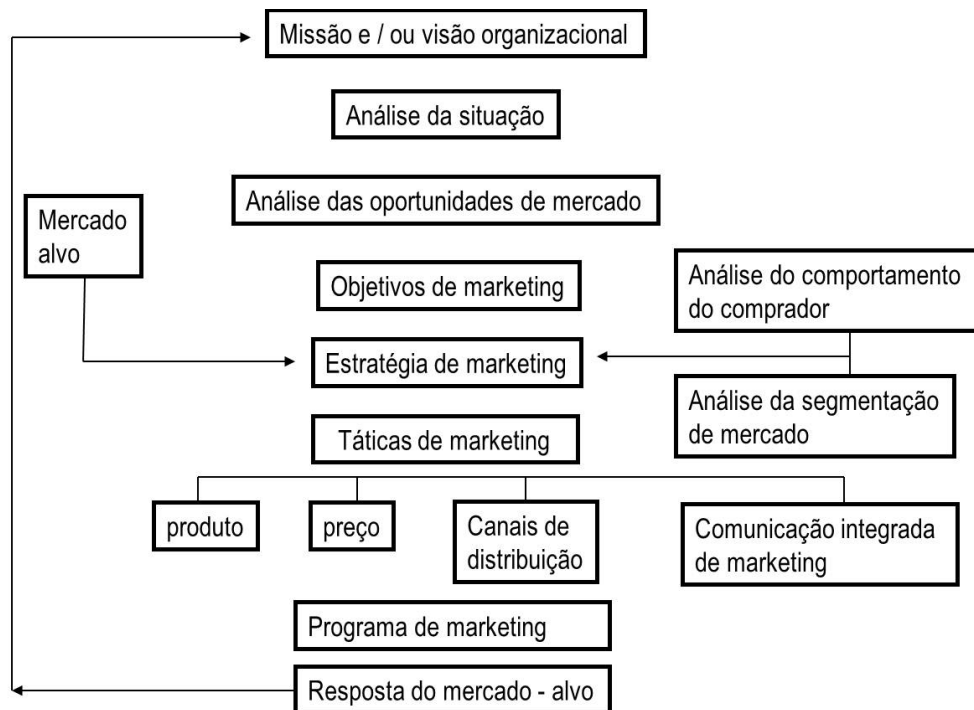 Missão e / ou visão organizacional
Análise da situação
Análise das oportunidades de mercado
Mercado
alvo
Objetivos de marketing
Análise do comportamento
do comprador
Estratégia de marketing
Análise da segmentação
de mercado
Táticas de marketing
produto
preço
Canais de
distribuição
Comunicação integrada
de marketing
Programa de marketing
Resposta do mercado - alvo